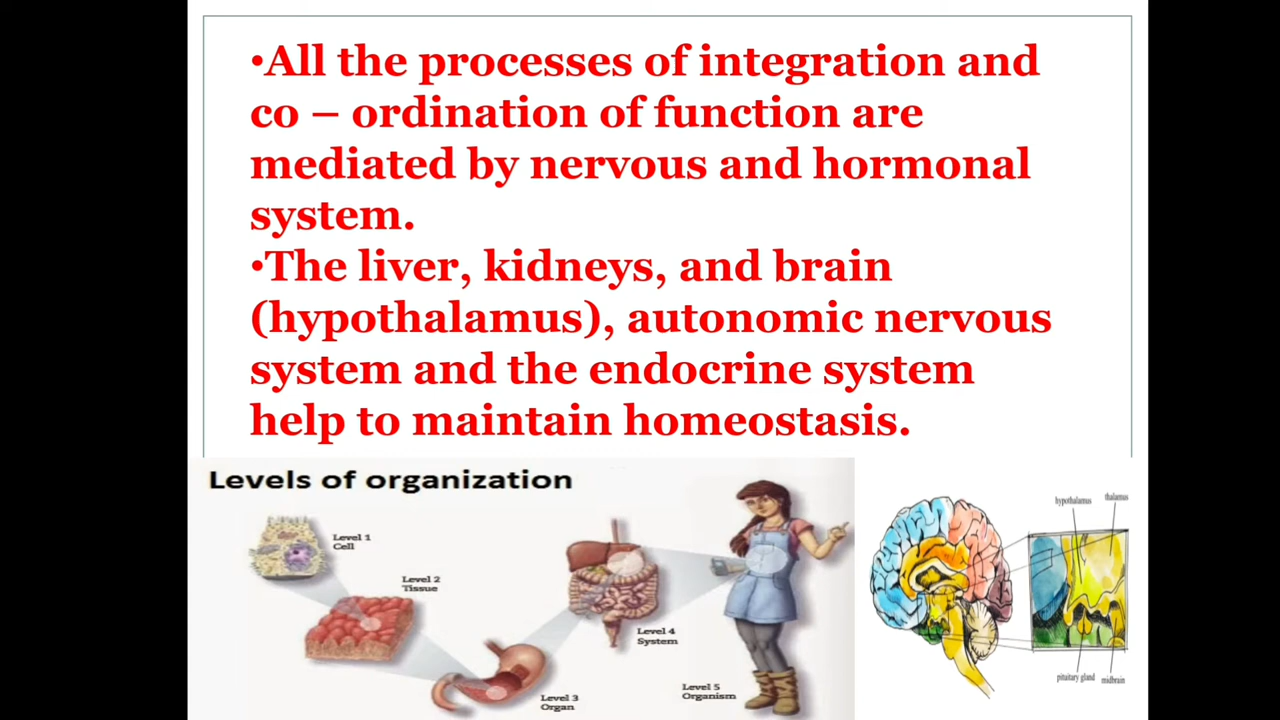 •All the processes of integration and
co – ordination of function are
mediated by nervous and hormonal
system.
•The liver, kidneys, and brain
(hypothalamus), autonomic nervous
system and the endocrine system
help to maintain homeostasis.
Levels of organization
Level 1
Cell
Level 2
Tissue
Level 3
Organ
Level 4
System
Level 5
Organism
hypothalamus
thalamus
pituitary gland
midbrain